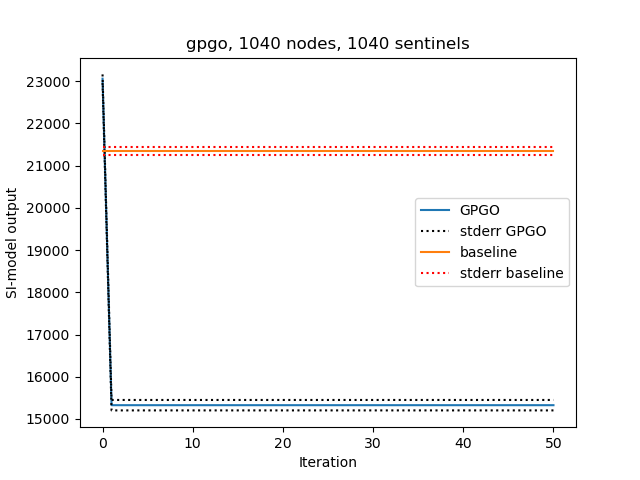 gpgo, 1040 nodes, 1040 sentinels
23000
22000
21000
20000
19000
18000
17000
16000
15000
SI-model output
GPGO
stderr GPGO
baseline
stderr baseline
0 10 20 30 40 50
Iteration